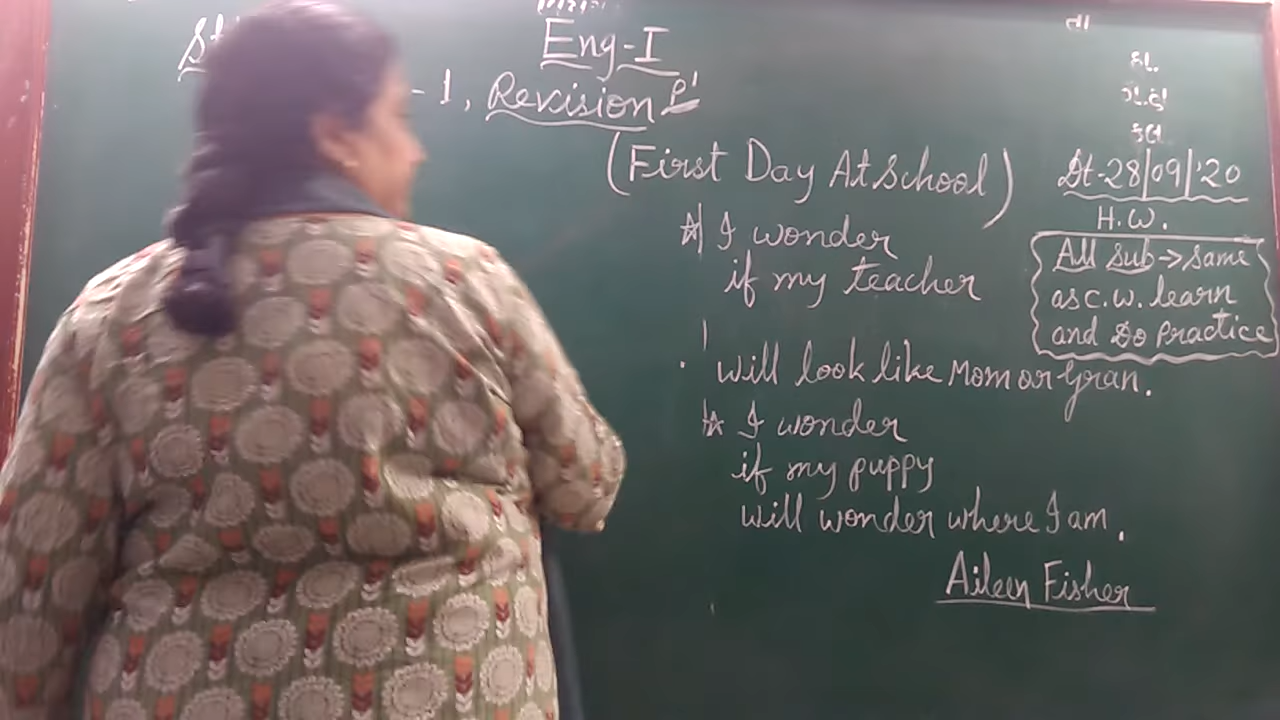 Eng-I
-1, Revision P'
(First Day At School)
I wonder
if my teacher
will look like Mom or Gran.
I wonder
if my puppy
will wonder where I am.
Aileen Fisher
તા
Dt-28/09/'20
H.W.
All sub→same
as c.w. learn
and Do Practice